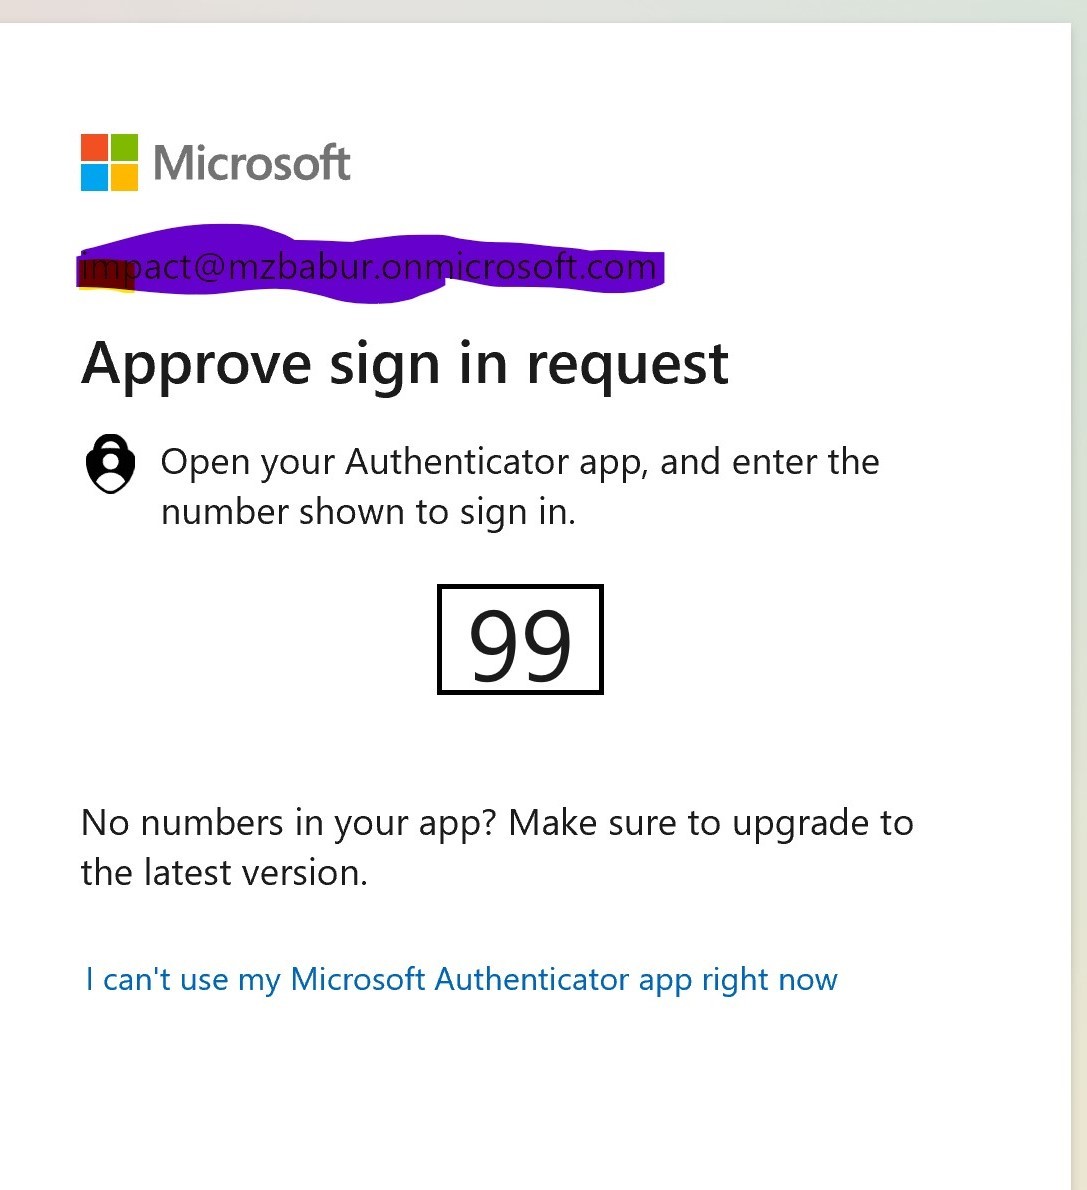 Microsoft
impact@mzbabur.onmicrosoft.com
Approve sign in request
Open your Authenticator app, and enter the
number shown to sign in.
99
No numbers in your app? Make sure to upgrade to
the latest version.
I can't use my Microsoft Authenticator app right now